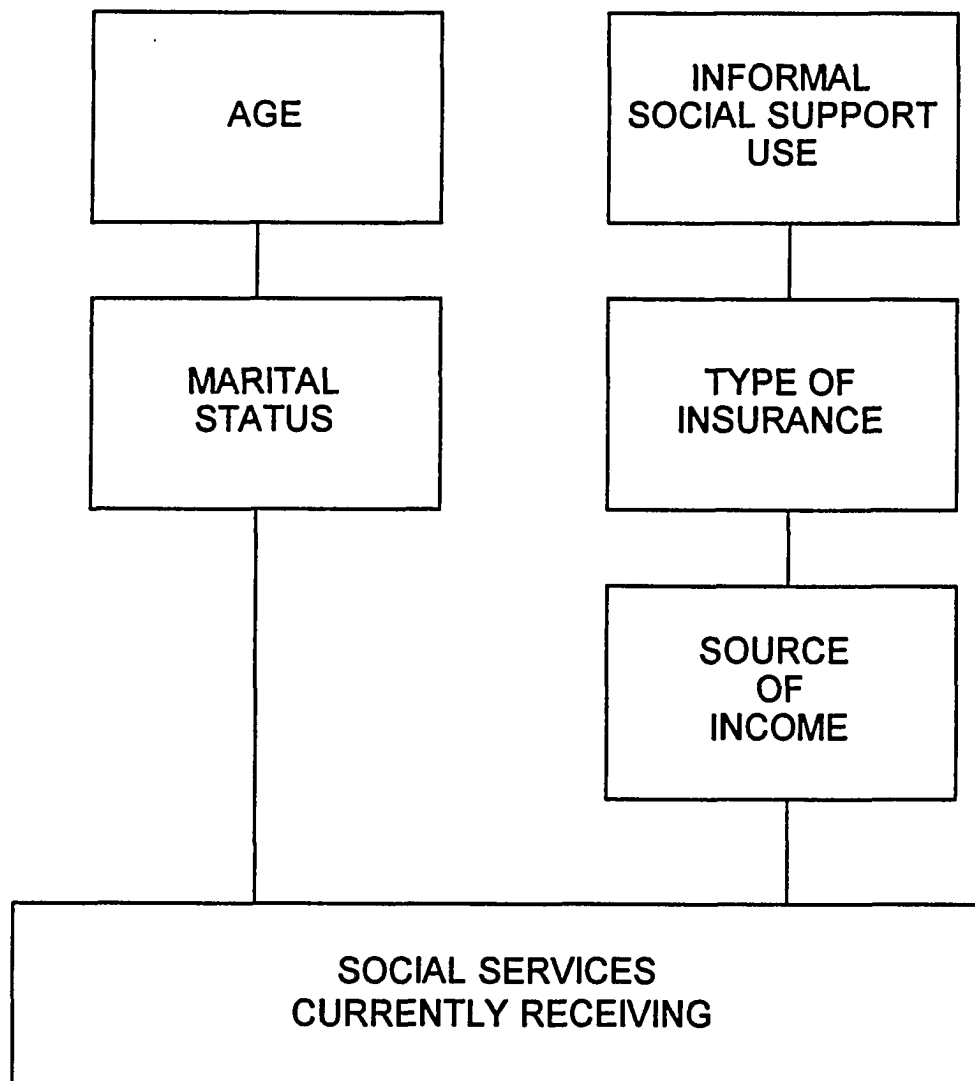 AGE
MARITAL
STATUS
INFORMAL
SOCIAL SUPPORT
USE
TYPE OF
INSURANCE
SOURCE
OF
INCOME
SOCIAL SERVICES
CURRENTLY RECEIVING